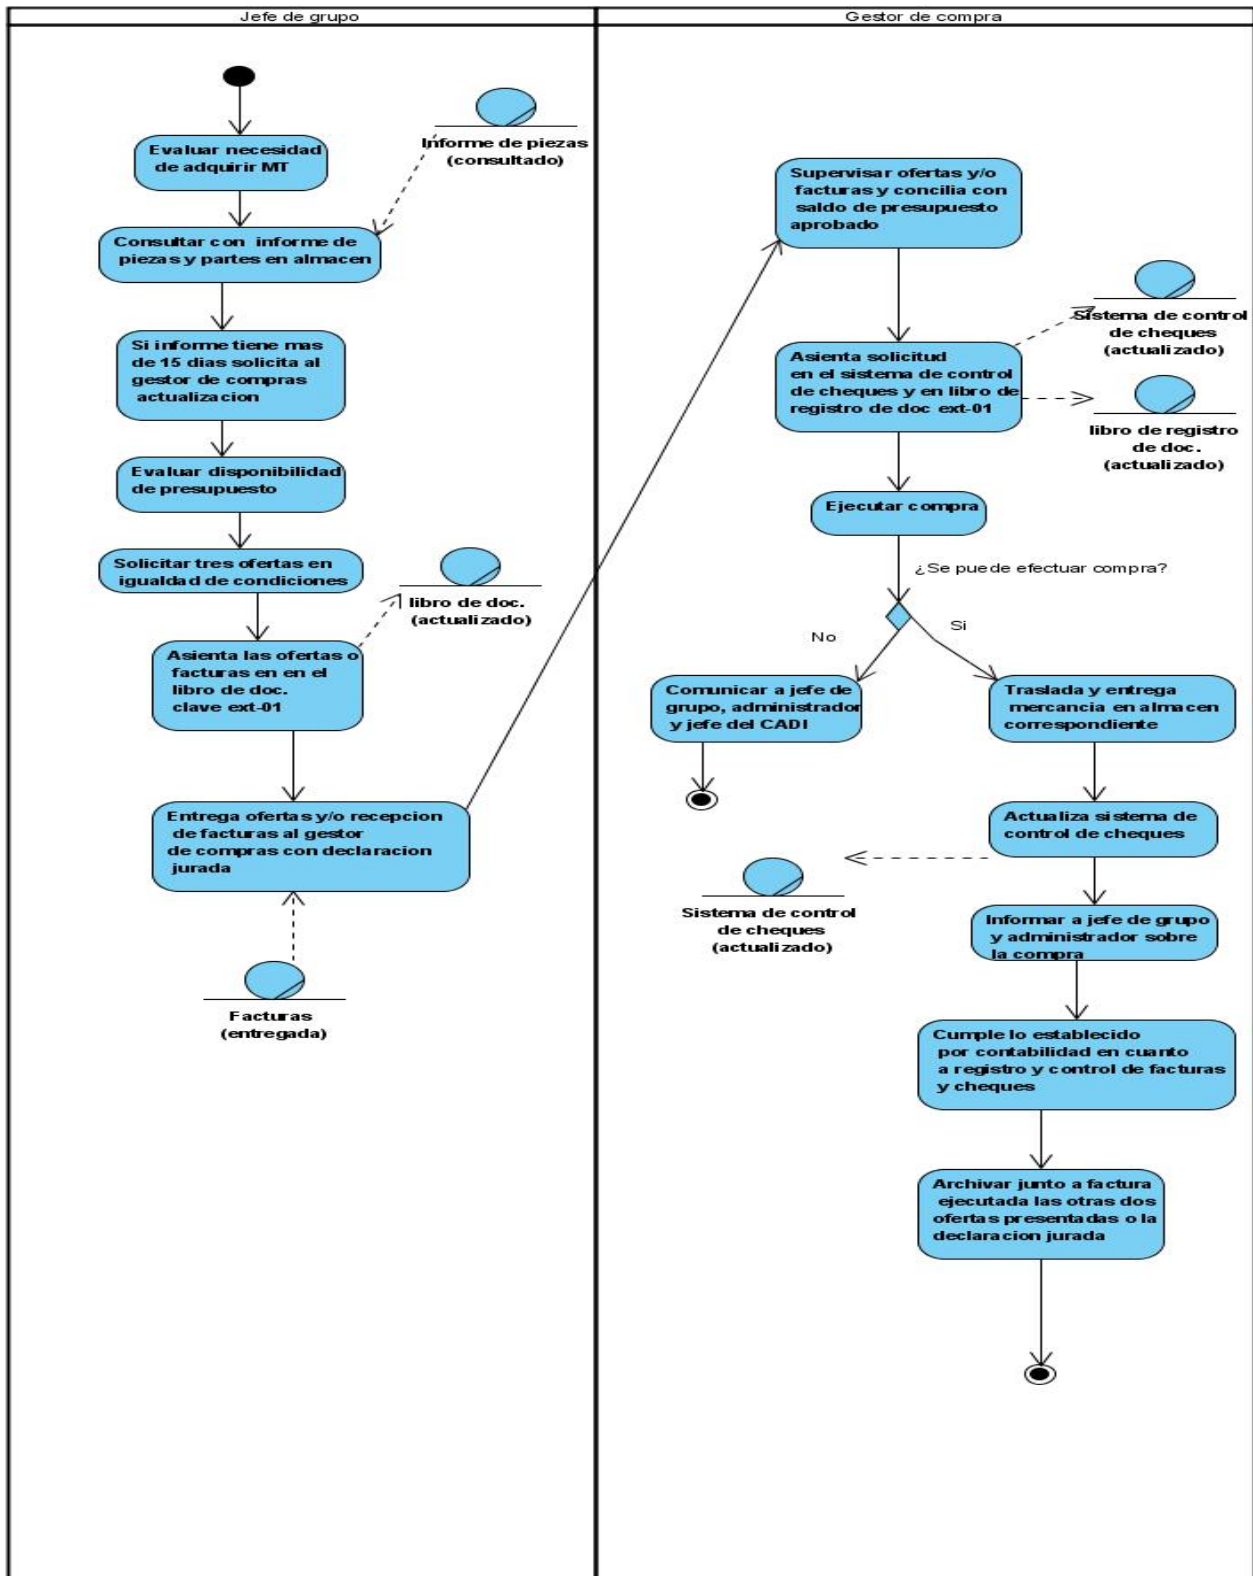 Jefe de grupo
Evaluar necesidad
de adquirir MT
Informe de piezas
(consultado)
Consultar con informe de
piezas y partes en almacen
Si informe tiene mas
de 15 dias solicita al
gestor de compras
actualizacion
Evaluar disponibilidad
de presupuesto
Solicitar tres ofertas en
igualdad de condiciones
libro de doc.
(actualizado)
Asienta las ofertas o
facturas en en el
libro de doc.
clave ext-01
Entrega ofertas y/o recepcion
de facturas al gestor
de compras con declaracion
jurada
Facturas
(entregada)
Gestor de compra
Supervisar ofertas y/o
facturas y concilia con
saldo de presupuesto
aprobado
Sistema de control
de cheques
(actualizado)
Asienta solicitud
en el sistema de control
de cheques y en libro de
registro de doc ext-01
libro de registro
de doc.
(actualizado)
Ejecutar compra
¿Se puede efectuar compra?
No
Si
Comunicar a jefe de
grupo, administrador
y jefe del CADI
Traslada y entrega
mercancia en almacen
correspondiente
Actualiza sistema de
control de cheques
Sistema de control
de cheques
(actualizado)
Informar a jefe de grupo
y administrador sobre
la compra
Cumple lo establecido
por contabilidad en cuanto
a registro y control de facturas
y cheques
Archivar junto a factura
ejecutada las otras dos
ofertas presentadas o la
declaracion jurada